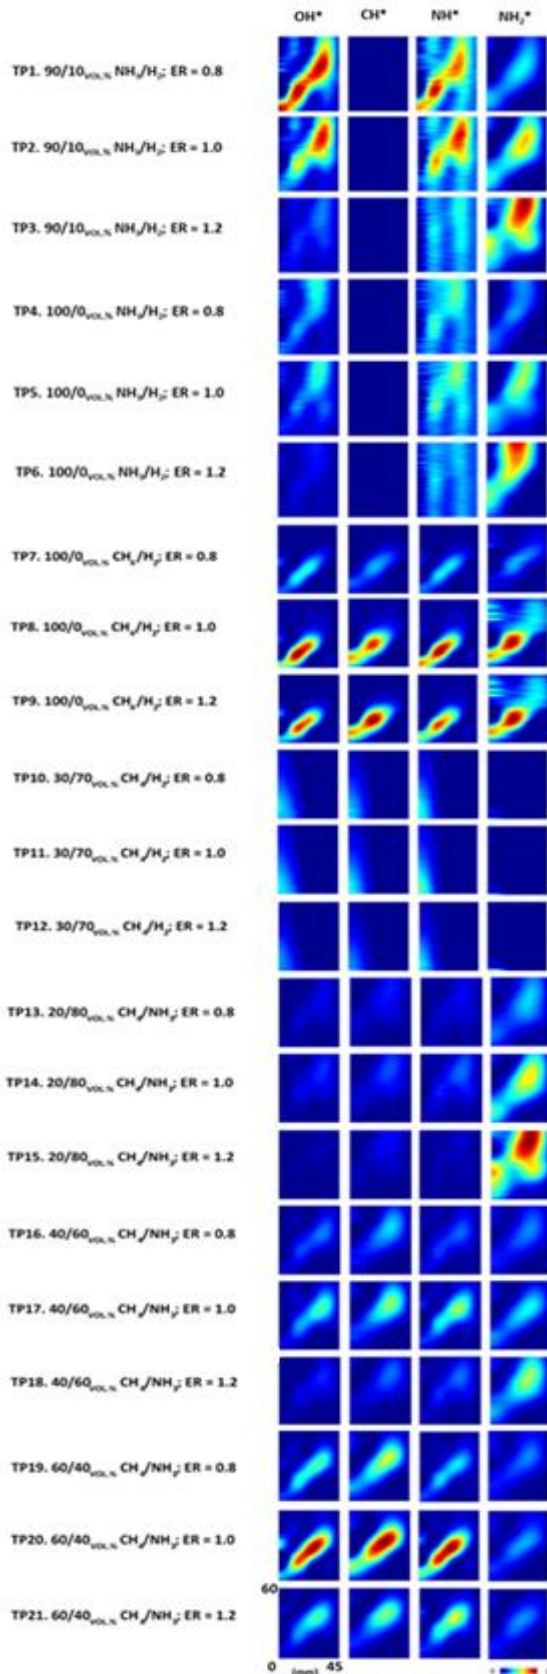 OH* CH* NH* NH₂*
TP1. 90/10VOL.% NH₃/H₂; ER = 0.8
TP2. 90/10VOL.% NH₃/H₂; ER = 1.0
TP3. 90/10VOL.% NH₃/H₂; ER = 1.2
TP4. 100/0VOL.% NH₃/H₂; ER = 0.8
TP5. 100/0VOL.% NH₃/H₂; ER = 1.0
TP6. 100/0VOL.% NH₃/H₂; ER = 1.2
TP7. 100/0VOL.% CH₄/H₂; ER = 0.8
TP8. 100/0VOL.% CH₄/H₂; ER = 1.0
TP9. 100/0VOL.% CH₄/H₂; ER = 1.2
TP10. 30/70VOL.% CH₄/H₂; ER = 0.8
TP11. 30/70VOL.% CH₄/H₂; ER = 1.0
TP12. 30/70VOL.% CH₄/H₂; ER = 1.2
TP13. 20/80VOL.% CH₄/NH₃; ER = 0.8
TP14. 20/80VOL.% CH₄/NH₃; ER = 1.0
TP15. 20/80VOL.% CH₄/NH₃; ER = 1.2
TP16. 40/60VOL.% CH₄/NH₃; ER = 0.8
TP17. 40/60VOL.% CH₄/NH₃; ER = 1.0
TP18. 40/60VOL.% CH₄/NH₃; ER = 1.2
TP19. 60/40VOL.% CH₄/NH₃; ER = 0.8
TP20. 60/40VOL.% CH₄/NH₃; ER = 1.0
60
TP21. 60/40VOL.% CH₄/NH₃; ER = 1.2
0 (mm) 45